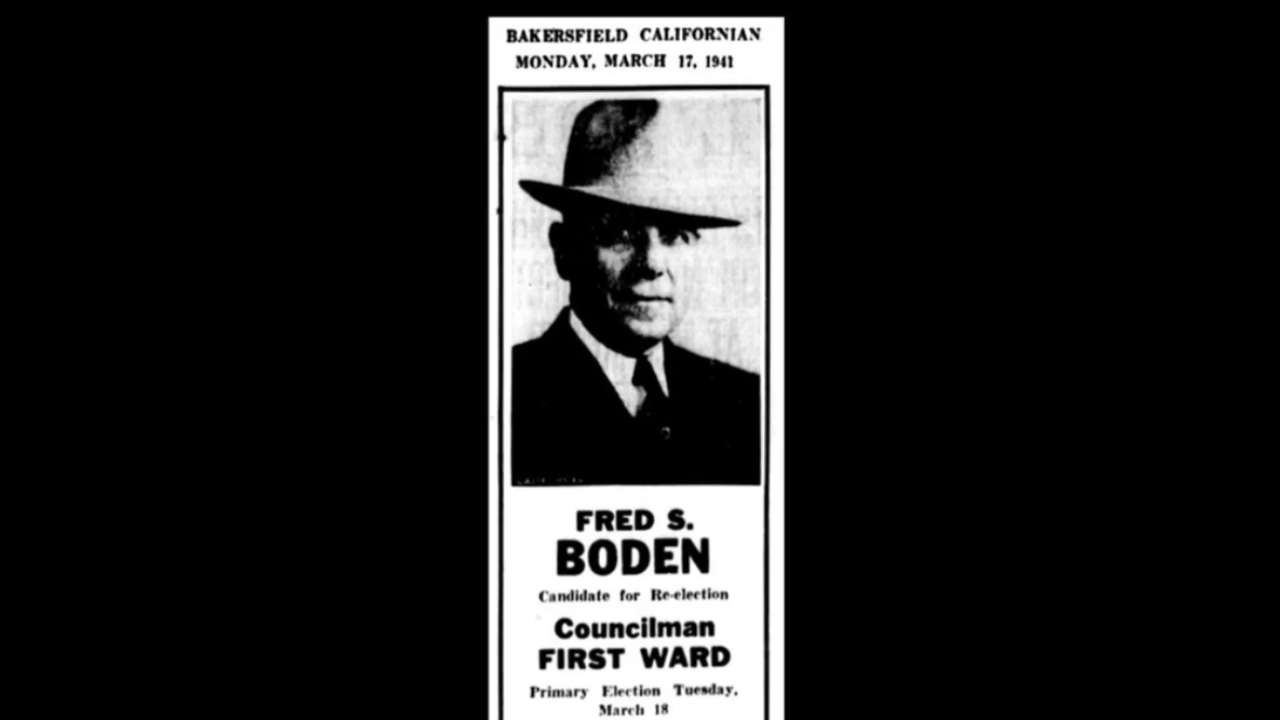 BAKERSFIELD CALIFORNIAN
MONDAY, MARCH 17, 1941
FRED S.
BODEN
Candidate for Re-election
Councilman
FIRST WARD
Primary Election Tuesday,
March 18